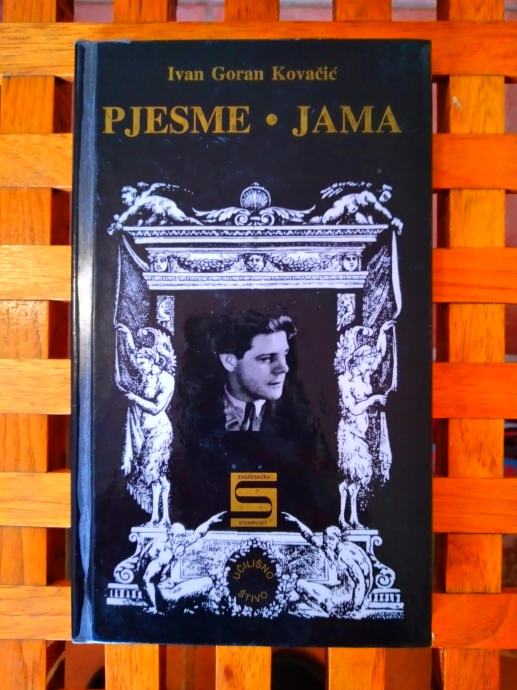 Ivan Goran Kovačić
PJESME • JAMA
ZAGREBAČKA
S
STVARNOST
UČILIŠNO
ŠTIVO